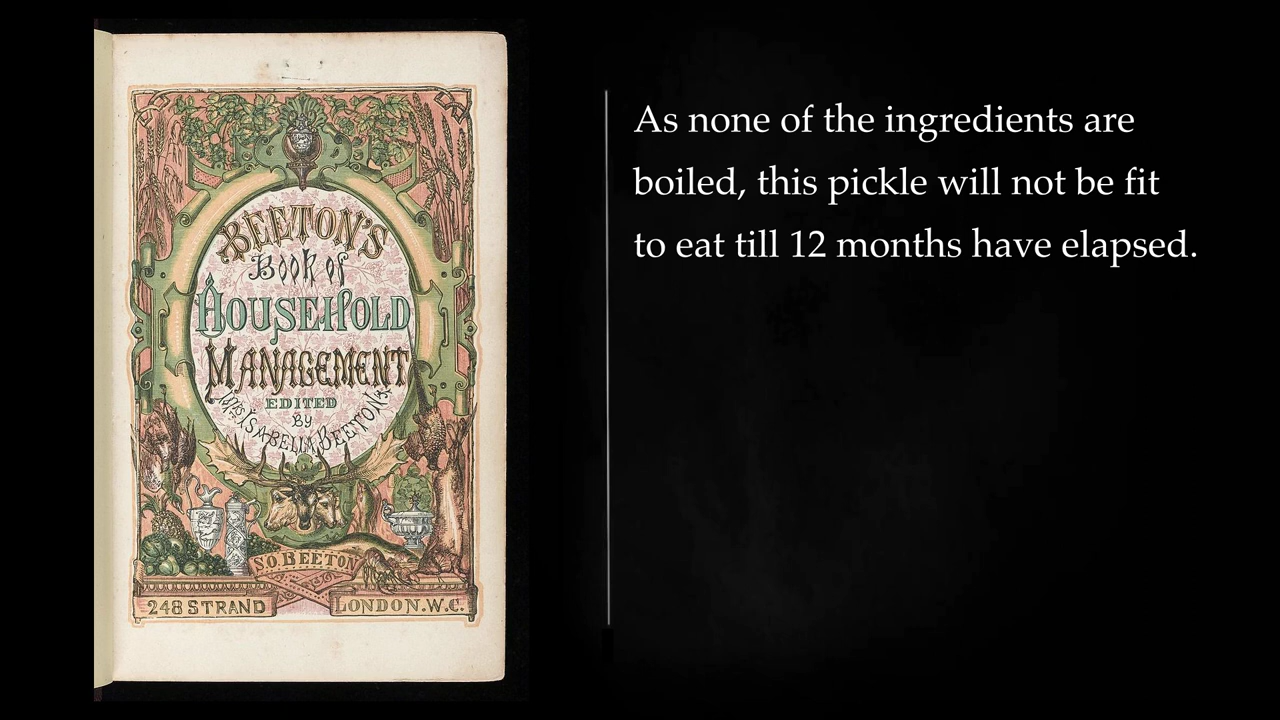 BEETON'S
Book of
HOUSEHOLD
MANAGEMENT
EDITED
BY
MRS ISABELLA BEETON
S.O. BEETON
248 STRAND
LONDON. W.C.
As none of the ingredients are
boiled, this pickle will not be fit
to eat till 12 months have elapsed.